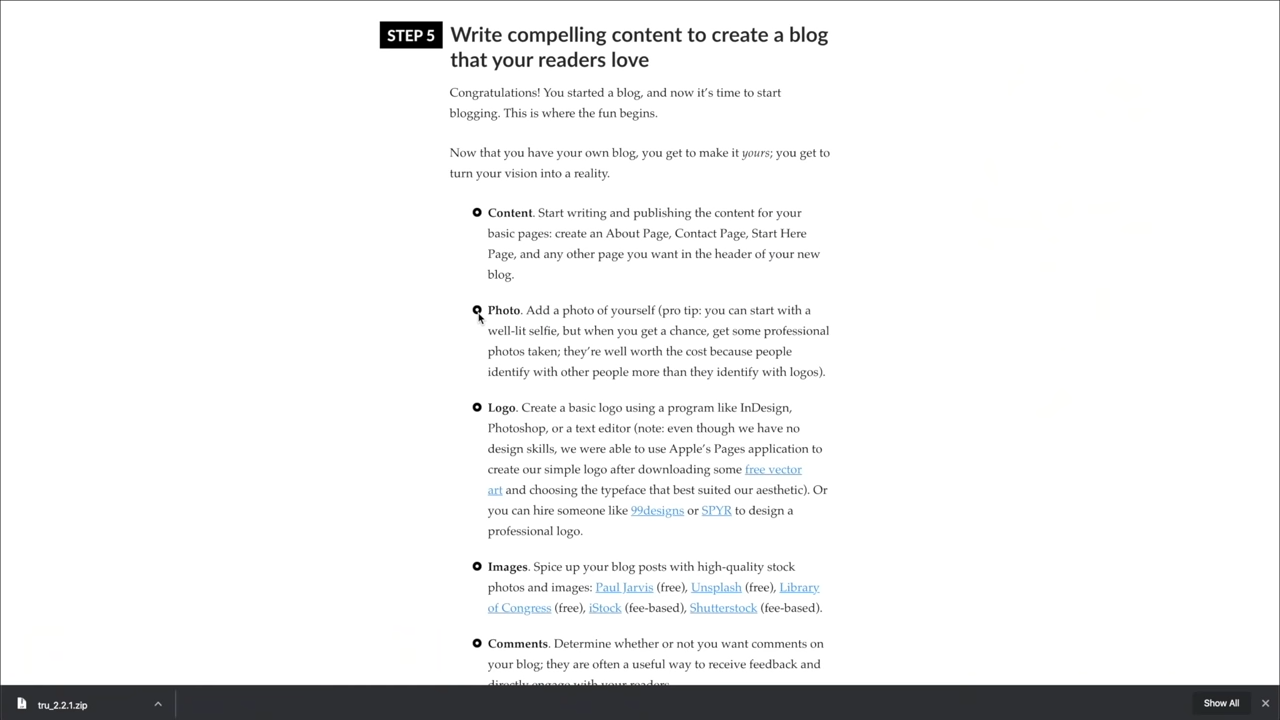 STEP 5
Write compelling content to create a blog
that your readers love
Congratulations! You started a blog, and now it’s time to start
blogging. This is where the fun begins.
Now that you have your own blog, you get to make it yours; you get to
turn your vision into a reality.
Content. Start writing and publishing the content for your
basic pages: create an About Page, Contact Page, Start Here
Page, and any other page you want in the header of your new
blog.
Photo. Add a photo of yourself (pro tip: you can start with a
well-lit selfie, but when you get a chance, get some professional
photos taken; they’re well worth the cost because people
identify with other people more than they identify with logos).
Logo. Create a basic logo using a program like InDesign,
Photoshop, or a text editor (note: even though we have no
design skills, we were able to use Apple’s Pages application to
create our simple logo after downloading some free vector
art and choosing the typeface that best suited our aesthetic). Or
you can hire someone like 99designs or SPYR to design a
professional logo.
Images. Spice up your blog posts with high-quality stock
photos and images: Paul Jarvis (free), Unsplash (free), Library
of Congress (free), iStock (fee-based), Shutterstock (fee-based).
Comments. Determine whether or not you want comments on
your blog; they are often a useful way to receive feedback and
directly engage with your readers.
tru_2.2.1.zip
Show All